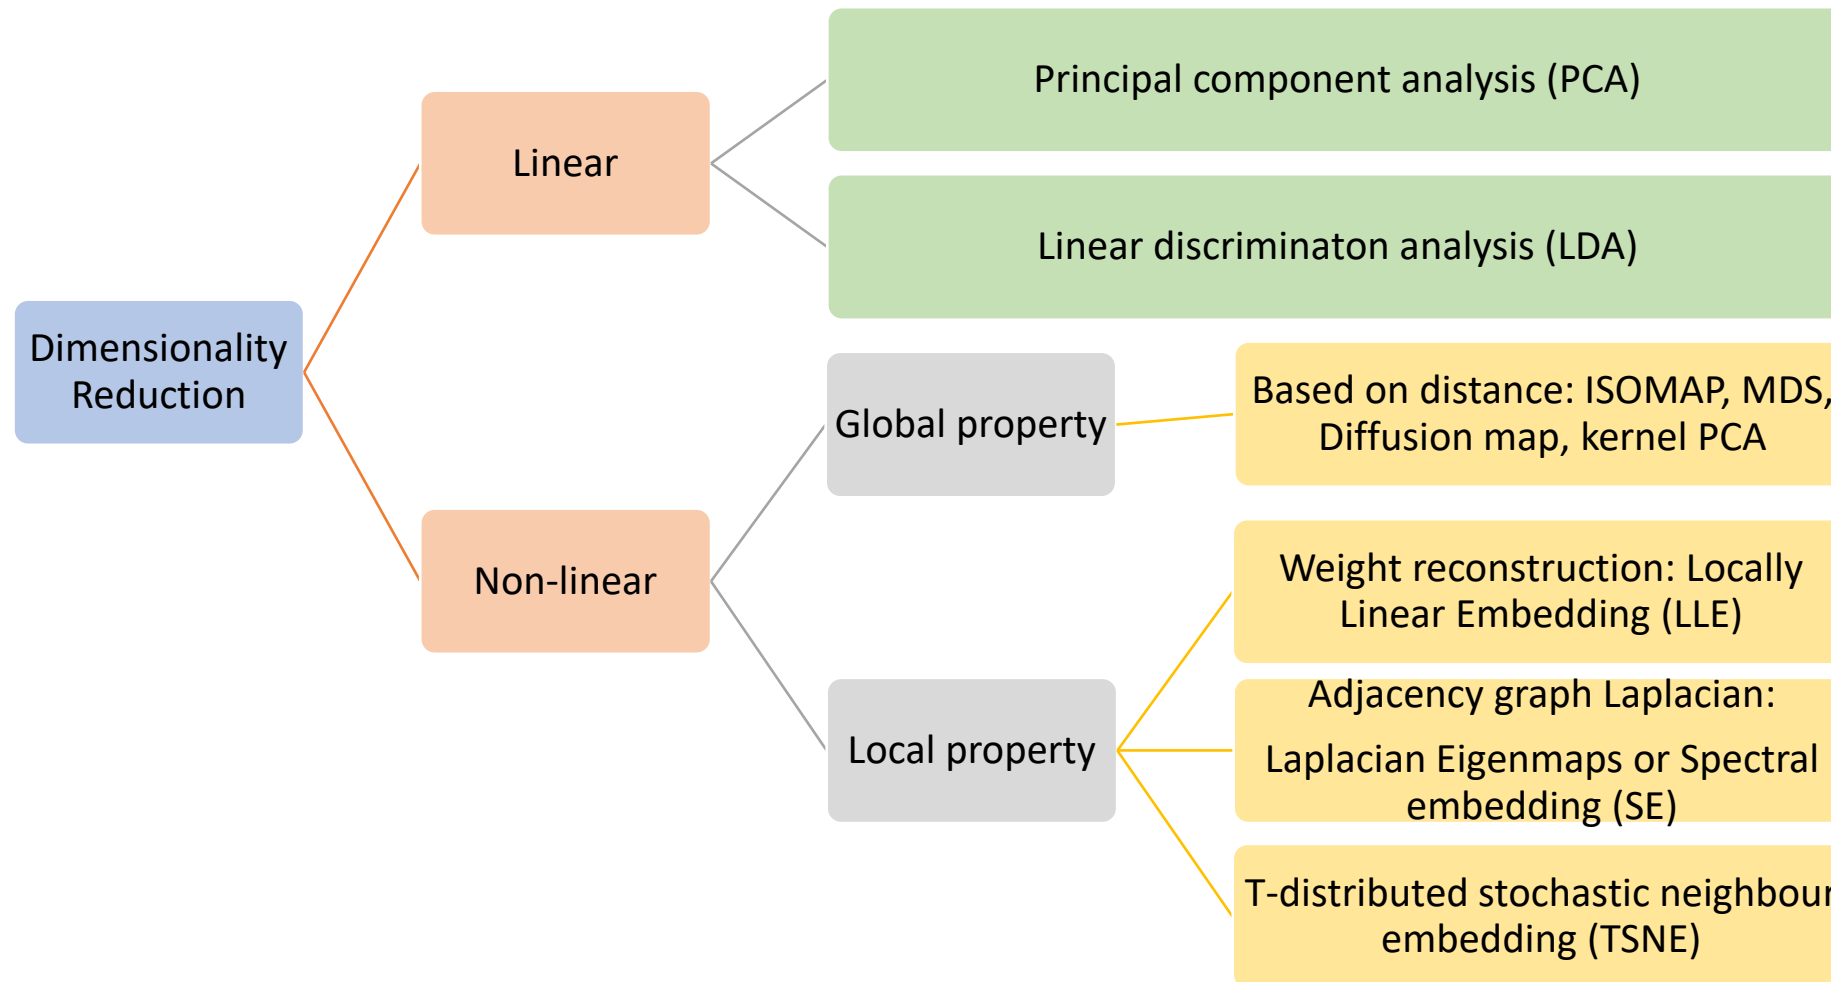 Principal component analysis (PCA)
Linear
Linear discriminaton analysis (LDA)
Dimensionality
Reduction
Global property
Based on distance: ISOMAP, MDS,
Diffusion map, kernel PCA
Non-linear
Weight reconstruction: Locally
Linear Embedding (LLE)
Local property
Adjacency graph Laplacian:
Laplacian Eigenmaps or Spectral
embedding (SE)
T-distributed stochastic neighbour
embedding (TSNE)